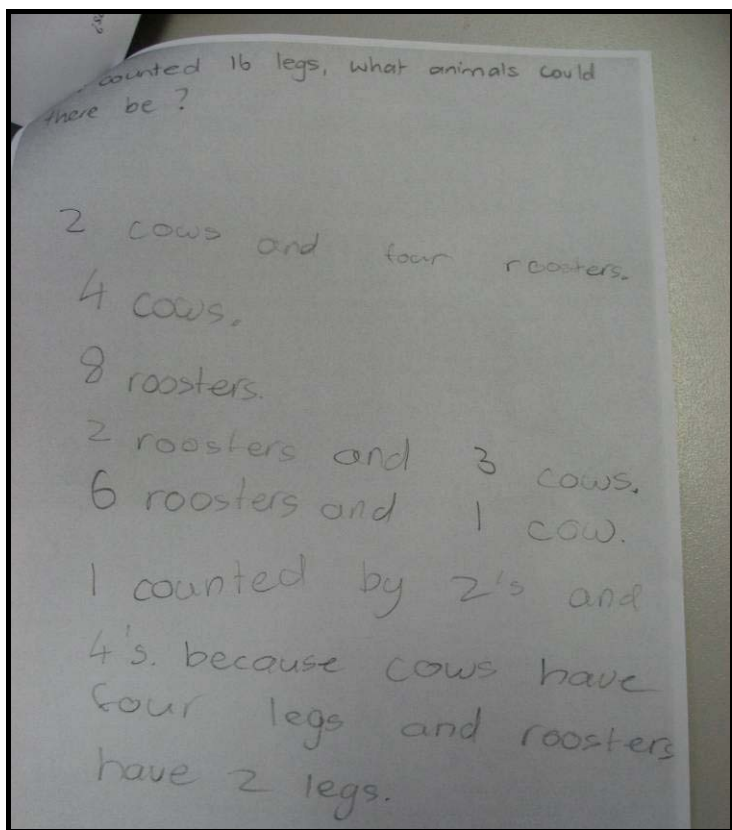 counted 16 legs, what animals could
there be ?
2 cows and four roosters.
4 cows.
8 roosters.
2 roosters and 3 cows.
6 roosters and 1 cow.
I counted by 2's and
4's. because cows have
four legs and roosters
have 2 legs.